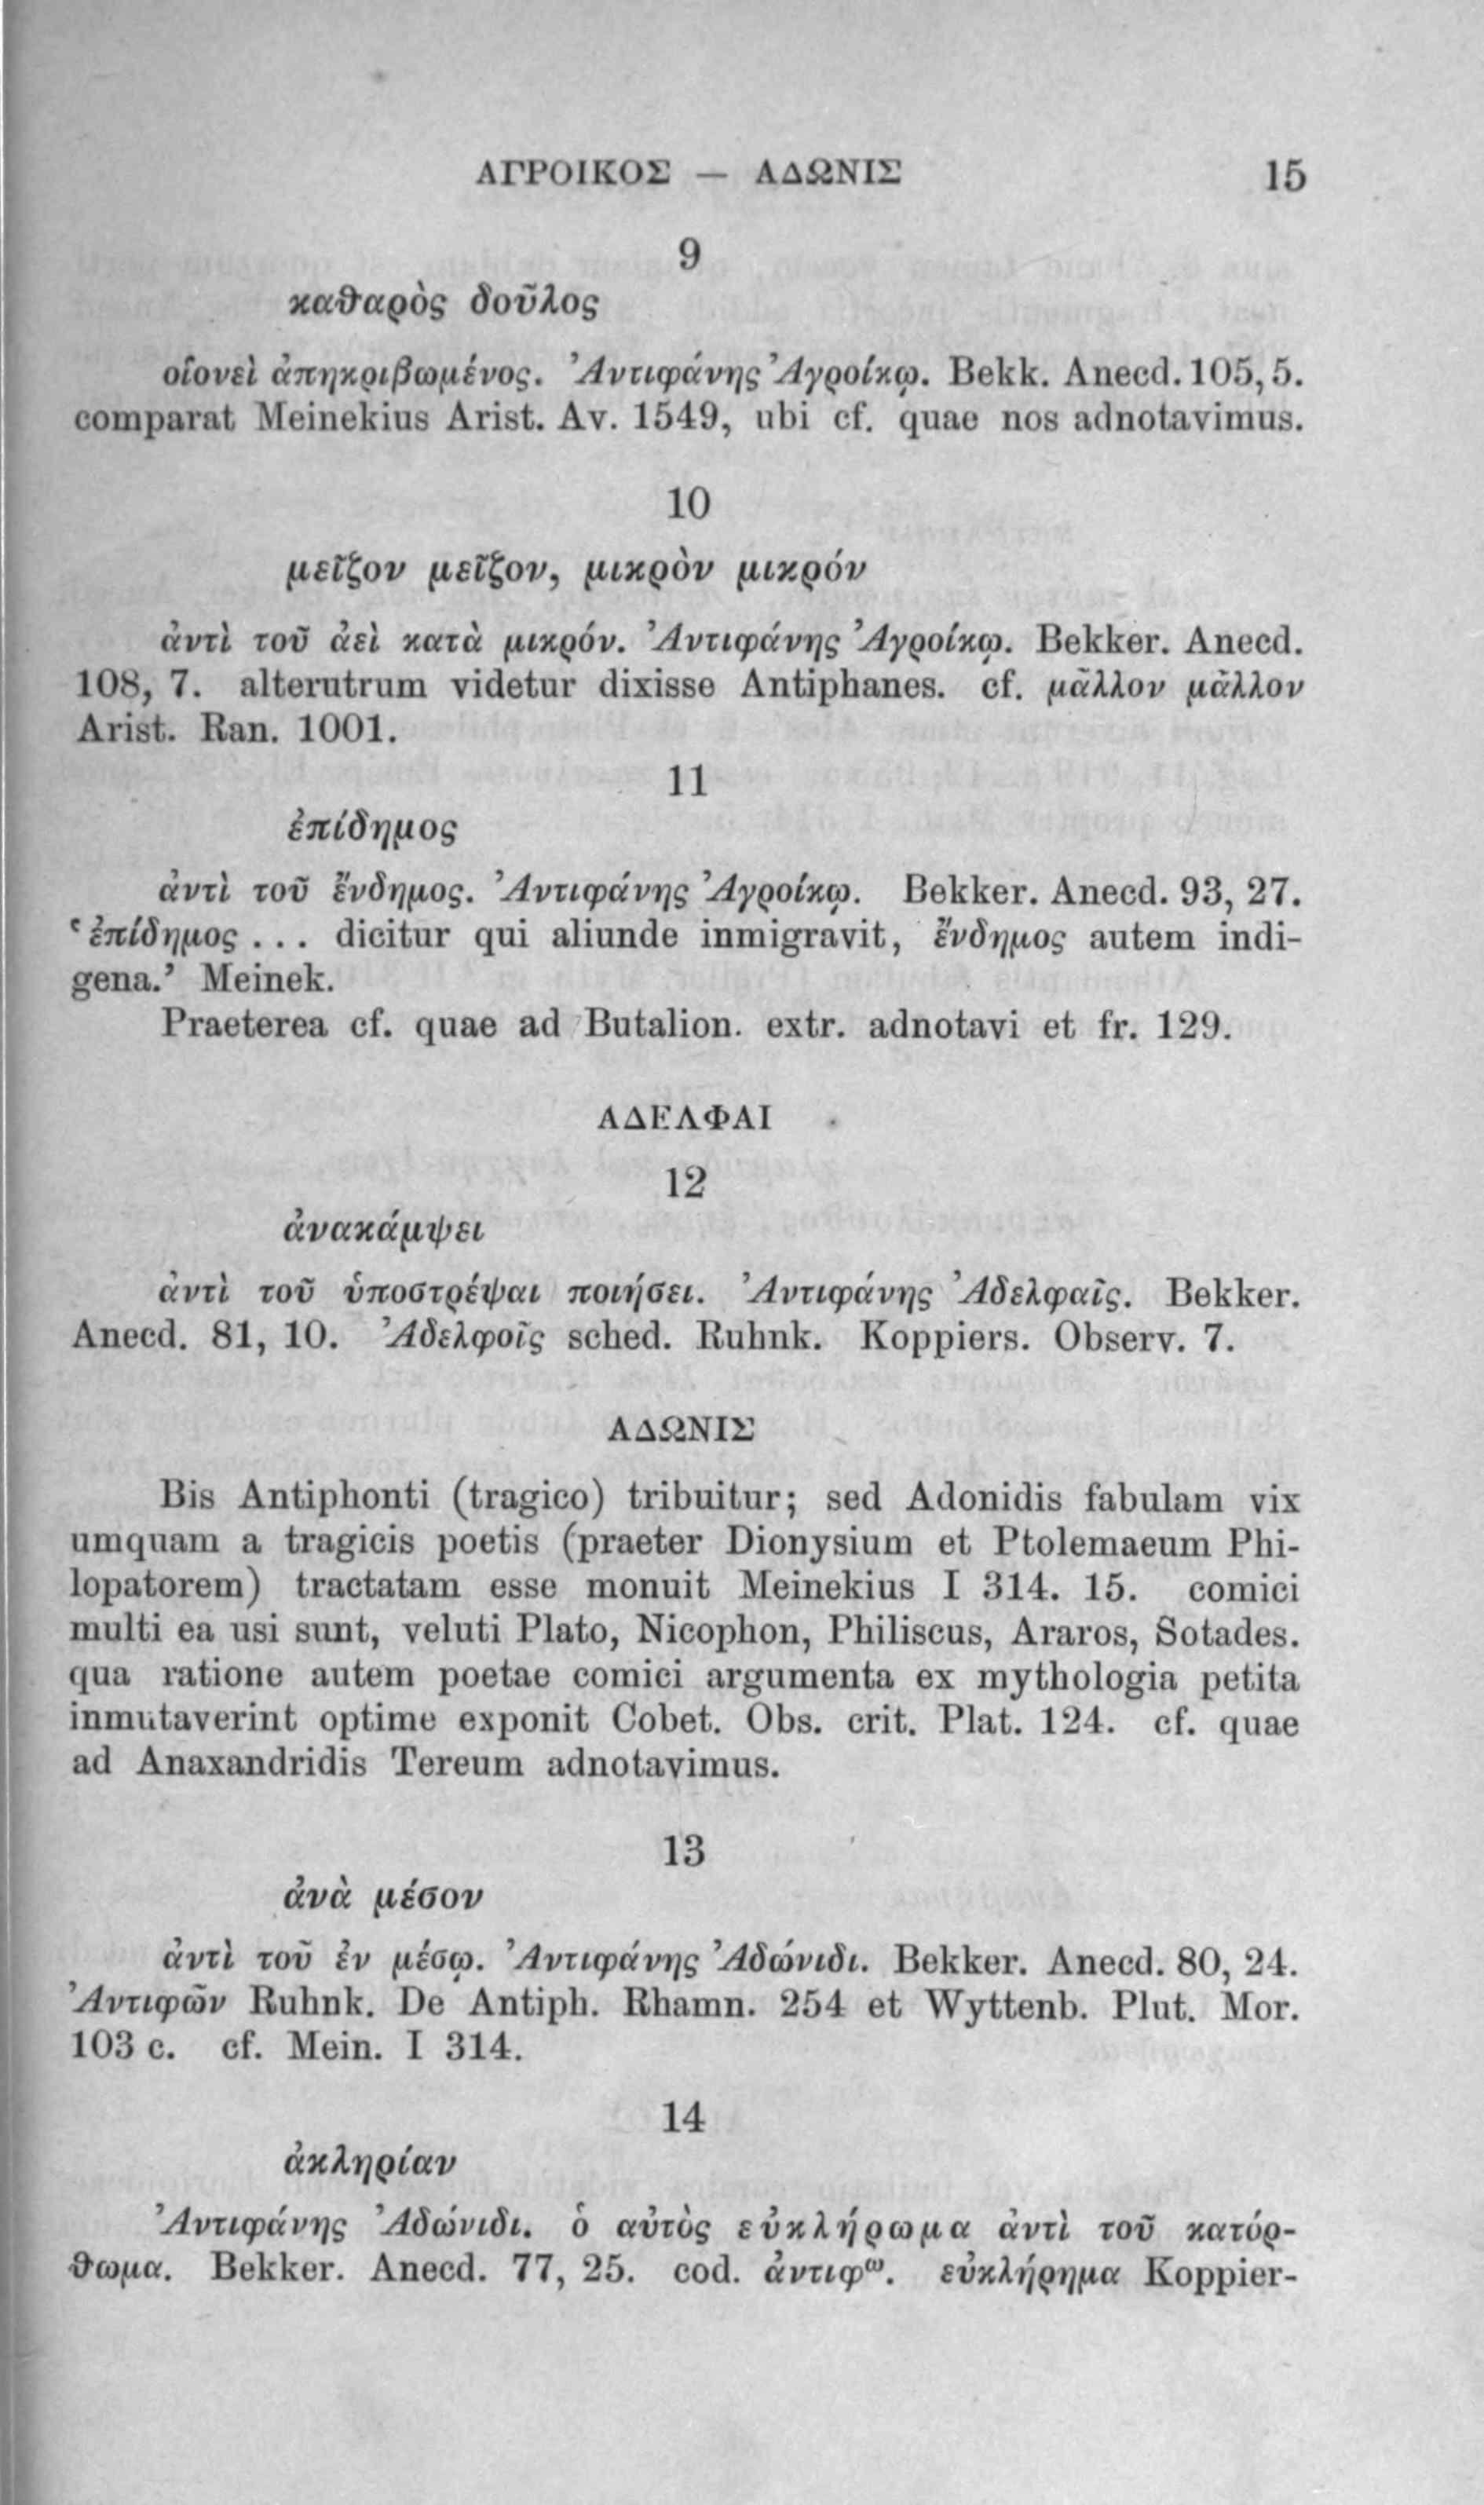 ΑΓΡΟΙΚΟΣ — ΑΔΩΝΙΣ 15
9
καθαρὸς δοῦλος
οἱονεὶ ἀπηκριβωμένος. Ἀντιφάνης Ἀγροίκῳ. Bekk. Anecd. 105, 5.
comparat Meinekius Arist. Av. 1549, ubi cf. quae nos adnotavimus.
10
μεῖζον μεῖζον, μικρὸν μικρόν
ἀντὶ τοῦ ἀεὶ κατὰ μικρόν. Ἀντιφάνης Ἀγροίκῳ. Bekker. Anecd.
108, 7. alterutrum videtur dixisse Antiphanes. cf. μᾶλλον μᾶλλον
Arist. Ran. 1001.
11
ἐπίδημος
ἀντὶ τοῦ ἔνδημος. Ἀντιφάνης Ἀγροίκῳ. Bekker. Anecd. 93, 27.
‘ἐπίδημος ... dicitur qui aliunde inmigravit, ἔνδημος autem indi-
gena.’ Meinek.
Praeterea cf. quae ad Butalion. extr. adnotavi et fr. 129.
ΑΔΕΛΦΑΙ
12
ἀνακάμψει
ἀντὶ τοῦ ὑποστρέψαι ποιήσει. Ἀντιφάνης Ἀδελφαῖς. Bekker.
Anecd. 81, 10. Ἀδελφοῖς sched. Ruhnk. Koppiers. Observ. 7.
ΑΔΩΝΙΣ
Bis Antiphonti (tragico) tribuitur; sed Adonidis fabulam vix
umquam a tragicis poetis (praeter Dionysium et Ptolemaeum Phi-
lopatorem) tractatam esse monuit Meinekius I 314. 15. comici
multi ea usi sunt, veluti Plato, Nicophon, Philiscus, Araros, Sotades.
qua ratione autem poetae comici argumenta ex mythologia petita
inmutaverint optime exponit Cobet. Obs. crit. Plat. 124. cf. quae
ad Anaxandridis Tereum adnotavimus.
13
ἀνὰ μέσον
ἀντὶ τοῦ ἐν μέσῳ. Ἀντιφάνης Ἀδώνιδι. Bekker. Anecd. 80, 24.
Ἀντιφῶν Ruhnk. De Antiph. Rhamn. 254 et Wyttenb. Plut. Mor.
103 c. cf. Mein. I 314.
14
ἀκληρίαν
Ἀντιφάνης Ἀδώνιδι. ὁ αὐτὸς εὐκλήρωμα ἀντὶ τοῦ κατόρ-
θωμα. Bekker. Anecd. 77, 25. cod. ἀντιφω. εὐκλήρημα Koppier-